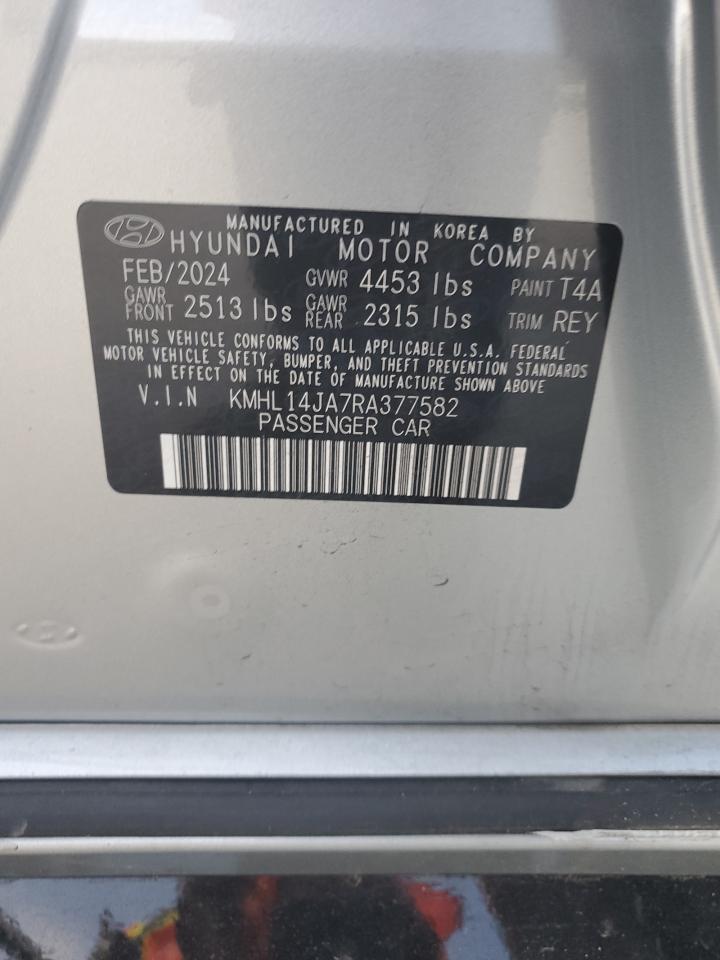 MANUFACTURED IN KOREA BY
HYUNDAI MOTOR COMPANY
FEB/2024 GVWR 4453 lbs PAINT T4A
GAWR FRONT 2513 lbs GAWR REAR 2315 lbs TRIM REY
THIS VEHICLE CONFORMS TO ALL APPLICABLE U.S.A. FEDERAL
MOTOR VEHICLE SAFETY, BUMPER, AND THEFT PREVENTION STANDARDS
IN EFFECT ON THE DATE OF MANUFACTURE SHOWN ABOVE.
V.I.N KMHL14JA7RA377582
PASSENGER CAR